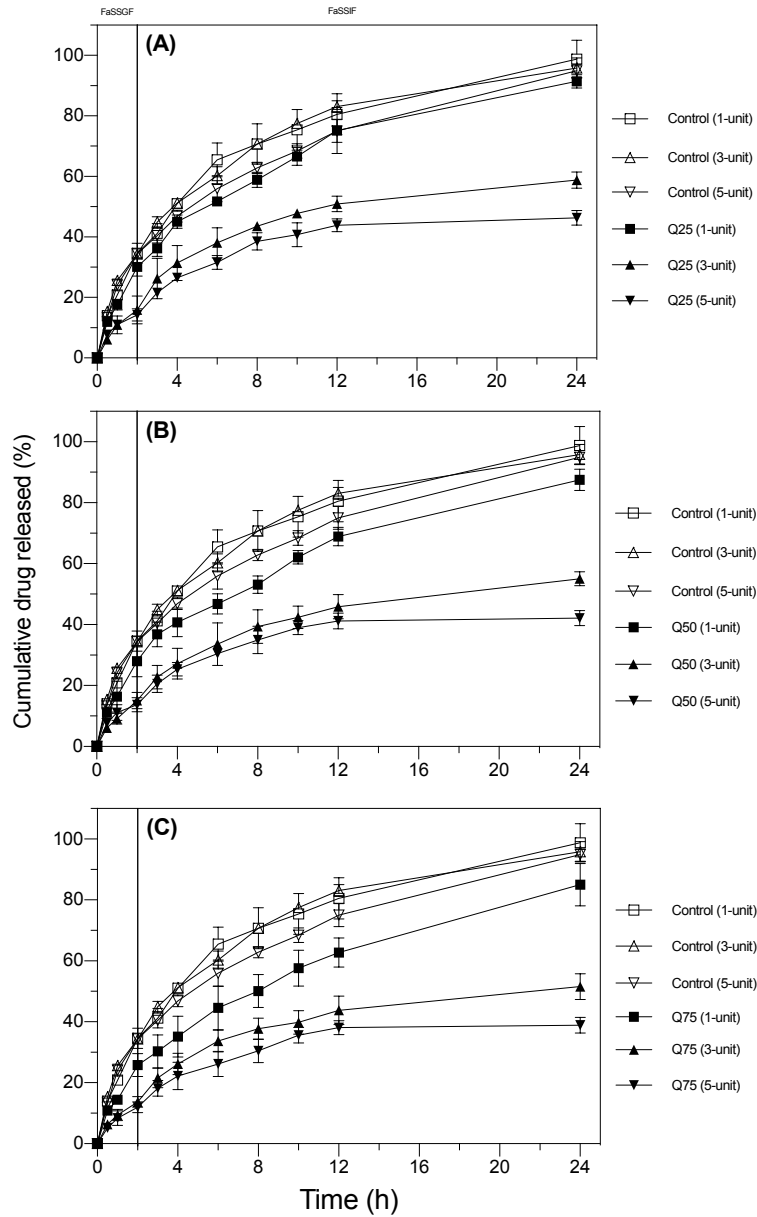 FaSSGF FaSSIF
(A)
100
80
60
40
20
0
0 4 8 12 16 20 24
Control (1-unit)
Control (3-unit)
Control (5-unit)
Q25 (1-unit)
Q25 (3-unit)
Q25 (5-unit)
Cumulative drug released (%)
(B)
100
80
60
40
20
0
0 4 8 12 16 20 24
Control (1-unit)
Control (3-unit)
Control (5-unit)
Q50 (1-unit)
Q50 (3-unit)
Q50 (5-unit)
(C)
100
80
60
40
20
0
0 4 8 12 16 20 24
Control (1-unit)
Control (3-unit)
Control (5-unit)
Q75 (1-unit)
Q75 (3-unit)
Q75 (5-unit)
Time (h)